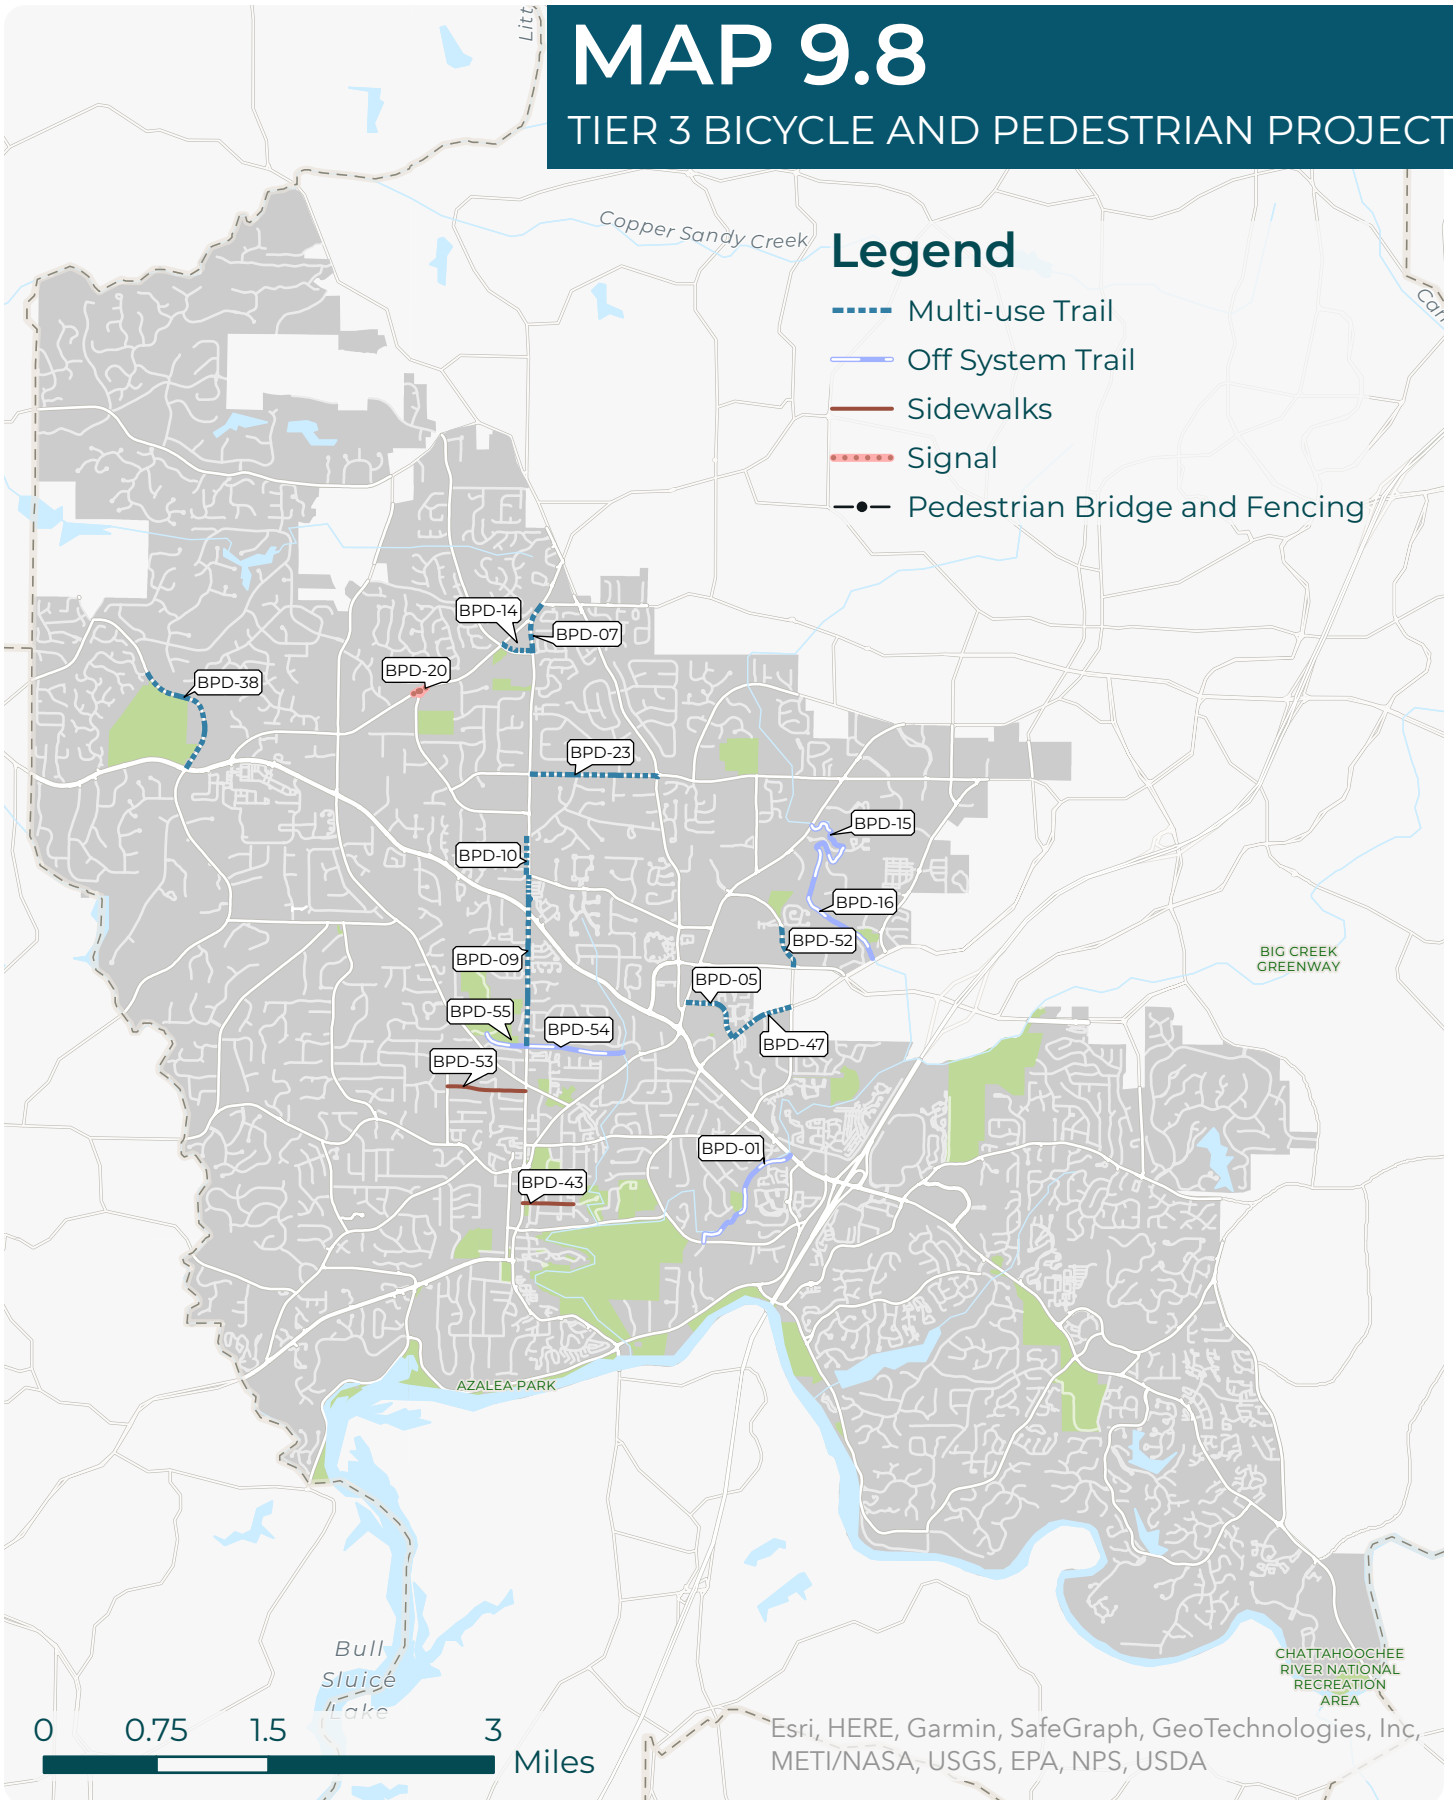 MAP 9.8
TIER 3 BICYCLE AND PEDESTRIAN PROJECT
Copper Sandy Creek
Legend
Multi-use Trail
Off System Trail
Sidewalks
Signal
Pedestrian Bridge and Fencing
BPD-14
BPD-07
BPD-20
BPD-38
BPD-23
BPD-15
BPD-10
BPD-16
BPD-52
BPD-09
BPD-05
BPD-55
BPD-54
BPD-47
BPD-53
BPD-01
BPD-43
BIG CREEK
GREENWAY
AZALEA PARK
Bull
Sluice
Lake
CHATTAHOOCHEE
RIVER NATIONAL
RECREATION
AREA
0 0.75 1.5 3
Miles
Esri, HERE, Garmin, SafeGraph, GeoTechnologies, Inc,
METI/NASA, USGS, EPA, NPS, USDA